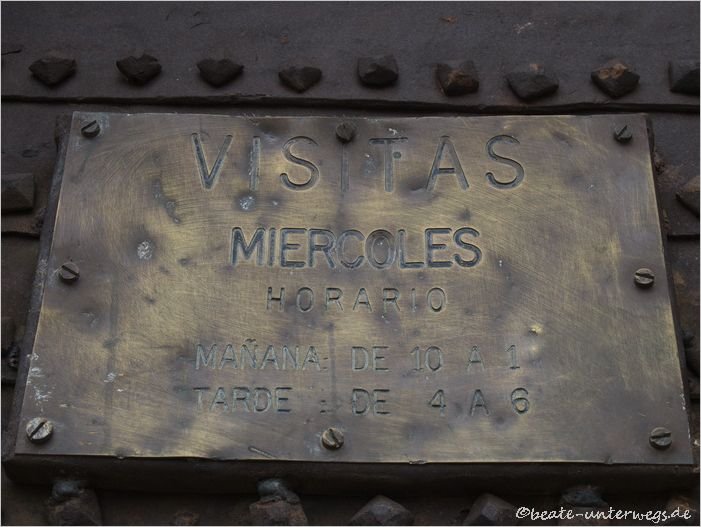 VISITAS
MIERCOLES
HORARIO
MAÑANA: DE 10 A 1
TARDE : DE 4 A 6
©beate-unterwegs.de